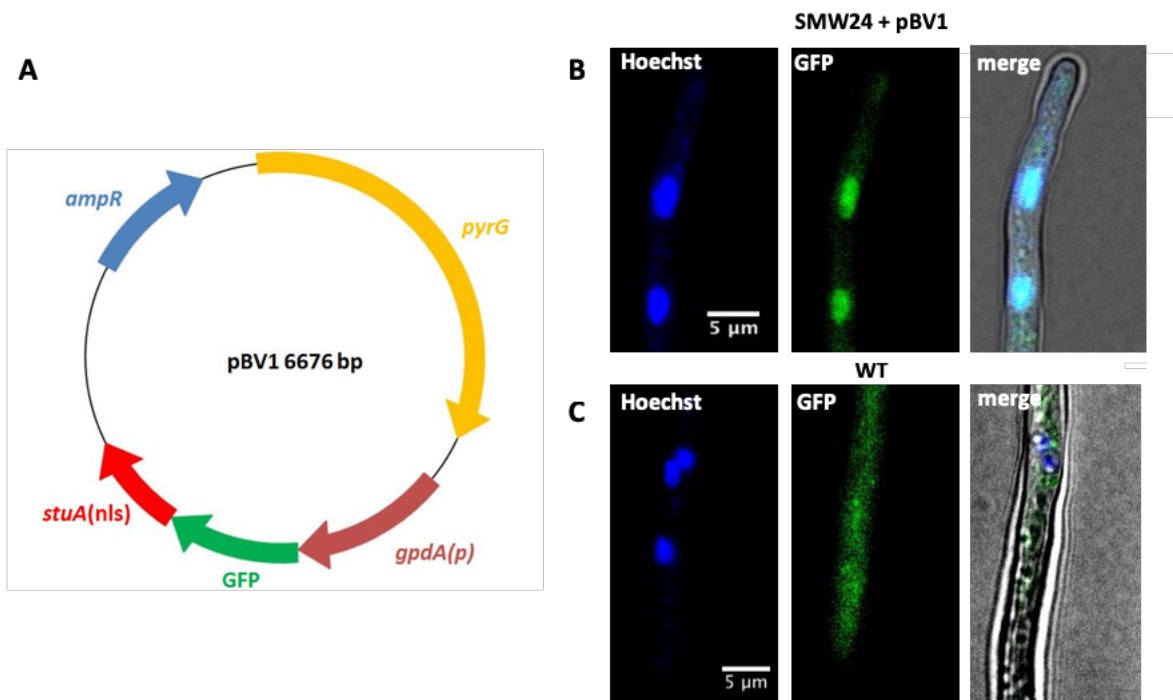 A
ampR
pyrG
pBV1 6676 bp
stuA(nls)
GFP
gpdA(p)
SMW24 + pBV1
B
Hoechst
GFP
merge
5 μm
WT
C
Hoechst
GFP
merge
5 μm